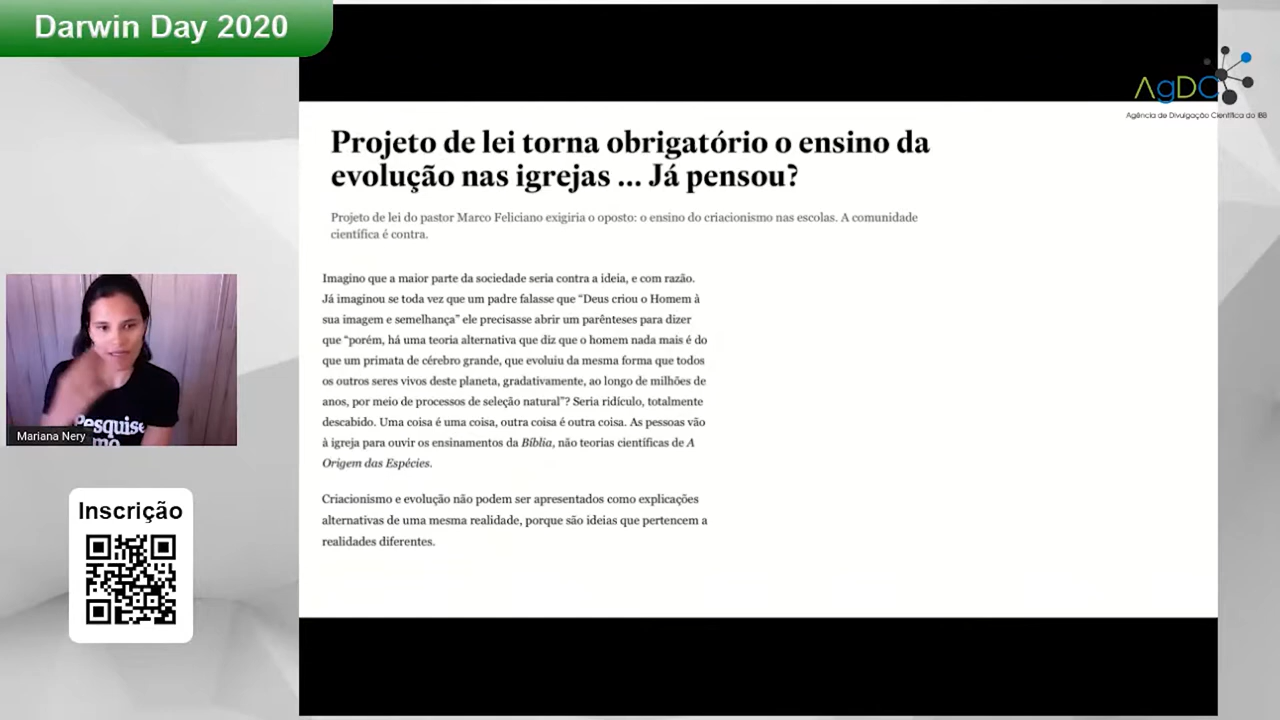 Darwin Day 2020
AgDC
Agência de Divulgação Científica do IBB
Projeto de lei torna obrigatório o ensino da
evolução nas igrejas ... Já pensou?
Projeto de lei do pastor Marco Feliciano exigiria o oposto: o ensino do criacionismo nas escolas. A comunidade
científica é contra.
Imagino que a maior parte da sociedade seria contra a ideia, e com razão.
Já imaginou se toda vez que um padre falasse que “Deus criou o Homem à
sua imagem e semelhança” ele precisasse abrir um parênteses para dizer
que “porém, há uma teoria alternativa que diz que o homem nada mais é do
que um primata de cérebro grande, que evoluiu da mesma forma que todos
os outros seres vivos deste planeta, gradativamente, ao longo de milhões de
anos, por meio de processos de seleção natural”? Seria ridículo, totalmente
descabido. Uma coisa é uma coisa, outra coisa é outra coisa. As pessoas vão
à igreja para ouvir os ensinamentos da Bíblia, não teorias científicas de A
Origem das Espécies.
Criacionismo e evolução não podem ser apresentados como explicações
alternativas de uma mesma realidade, porque são ideias que pertencem a
realidades diferentes.
Pesquise
Mariana Nery
Inscrição